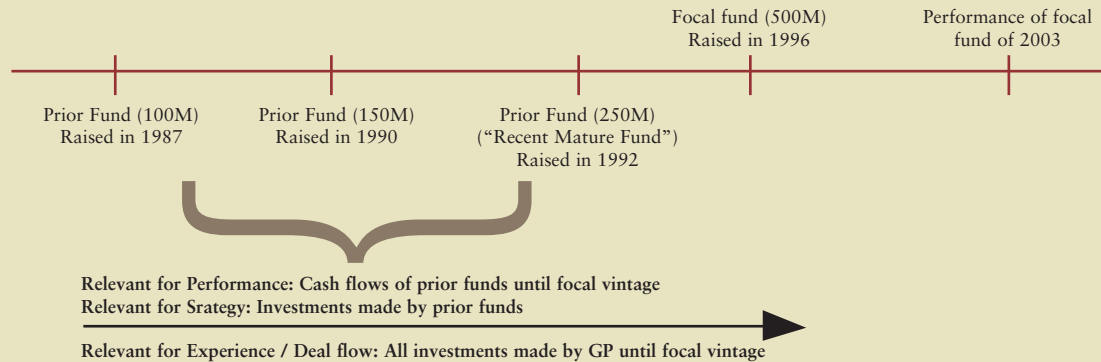 Focal fund (500M)
Raised in 1996
Performance of focal
fund of 2003
Prior Fund (100M)
Raised in 1987
Prior Fund (150M)
Raised in 1990
Prior Fund (250M)
(“Recent Mature Fund”)
Raised in 1992
Relevant for Performance: Cash flows of prior funds until focal vintage
Relevant for Srategy: Investments made by prior funds
Relevant for Experience / Deal flow: All investments made by GP until focal vintage